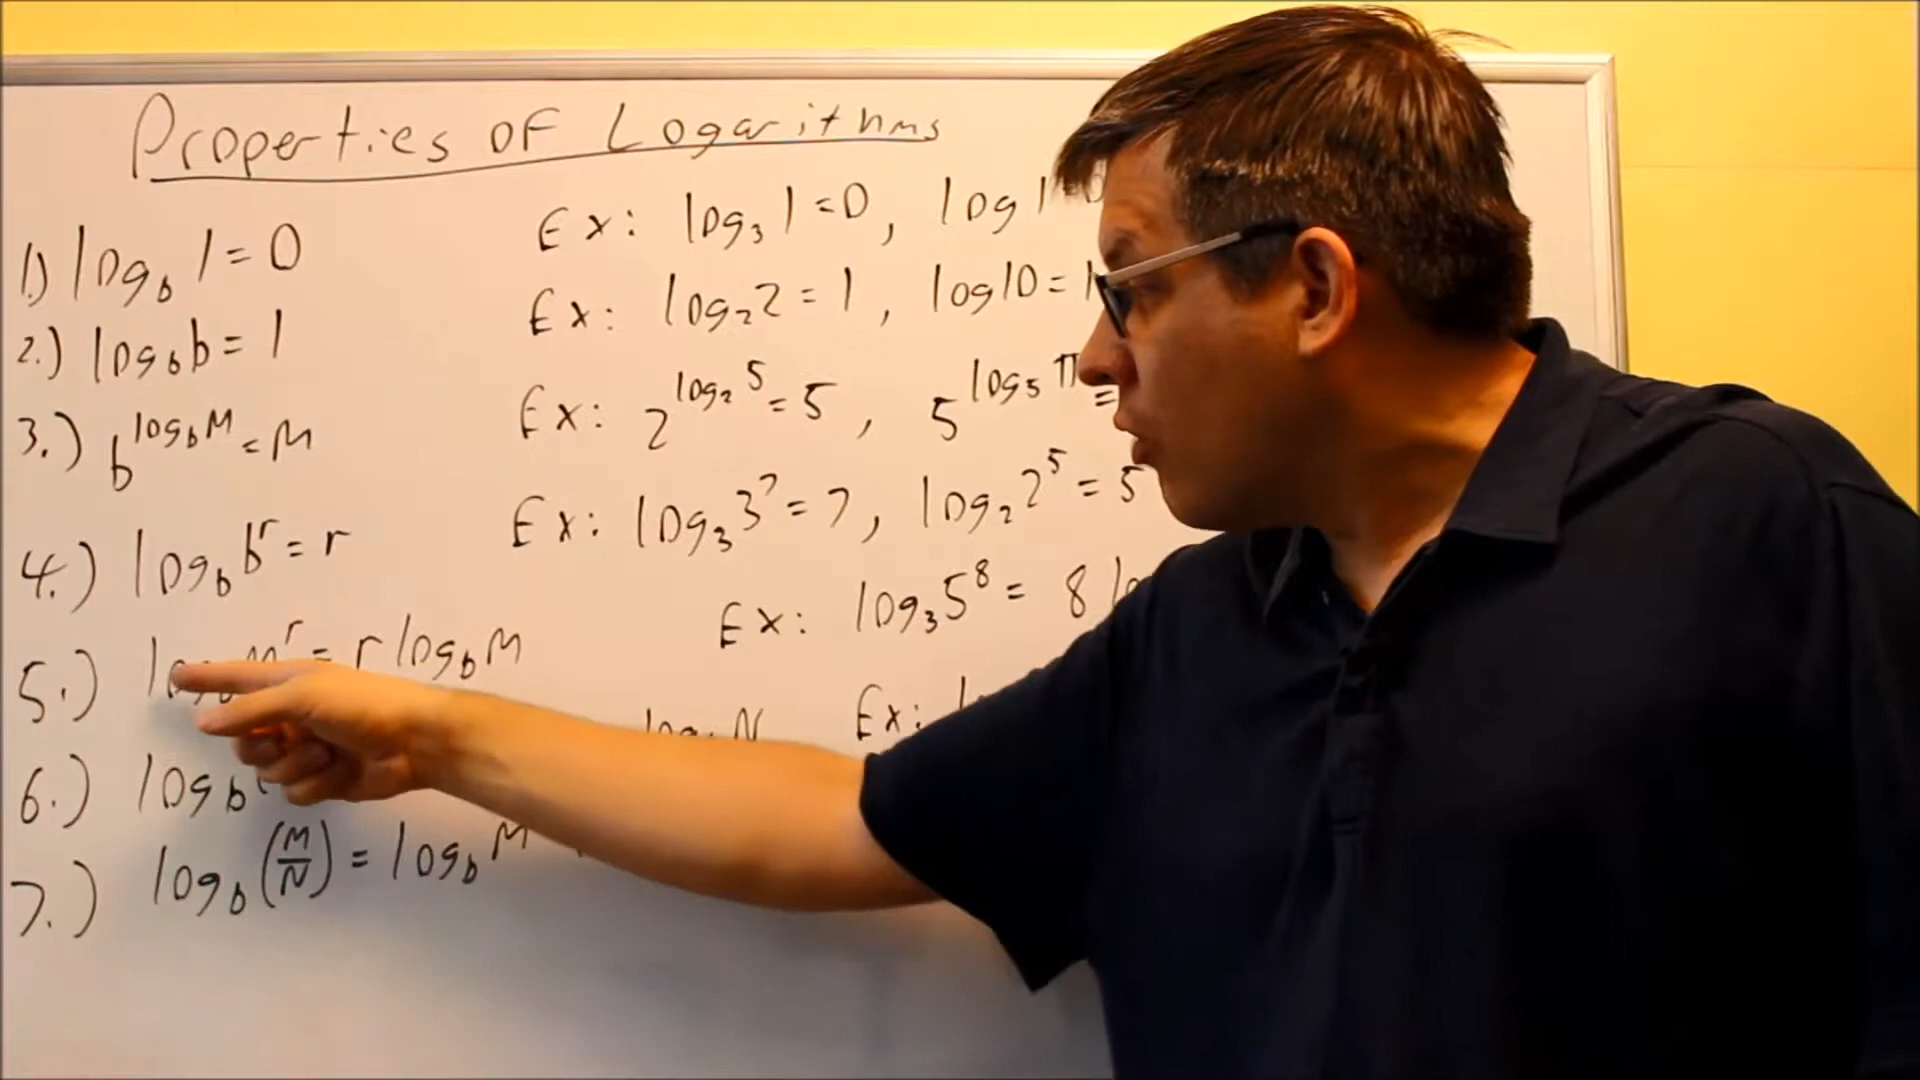 Properties of Logarithms
1.) log_b 1 = 0 Ex: log_3 1 = 0, log 1
2.) log_b b = 1 Ex: log_2 2 = 1, log 10 = 1
3.) b^(log_b M) = M Ex: 2^(log_2 5) = 5, 5^(log_5 π) =
4.) log_b b^r = r Ex: log_3 3^7 = 7, log_2 2^5 = 5
5.) log M^r = r log_b M Ex: log_3 5^8 = 8
6.) log_b N Ex:
7.) log_b (M/N) = log_b M